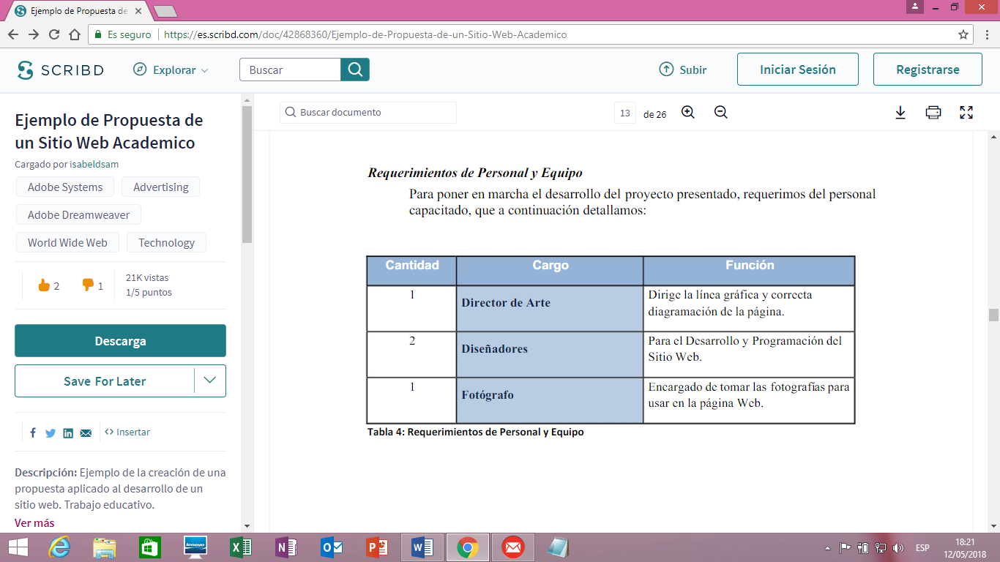 Ejemplo de Propuesta de
Es seguro
https://es.scribd.com/doc/42868360/Ejemplo-de-Propuesta-de-un-Sitio-Web-Academico
SCRIBD
Explorar
Buscar
Subir
Iniciar Sesión
Registrarse
Ejemplo de Propuesta de
un Sitio Web Academico
Cargado por isabeldsam
Adobe Systems
Advertising
Adobe Dreamweaver
World Wide Web
Technology
2
1
21K vistas
1/5 puntos
Descarga
Save For Later
Insertar
Descripción: Ejemplo de la creación de una
propuesta aplicado al desarrollo de un
sitio web. Trabajo educativo.
Ver más
Buscar documento
13
de 26
Requerimientos de Personal y Equipo
Para poner en marcha el desarrollo del proyecto presentado, requerimos del personal
capacitado, que a continuación detallamos:
Cantidad Cargo Función
1 Director de Arte Dirige la línea gráfica y correcta
diagramación de la página.
2 Diseñadores Para el Desarrollo y Programación del
Sitio Web.
1 Fotógrafo Encargado de tomar las fotografías para
usar en la página Web.
Tabla 4: Requerimientos de Personal y Equipo
lenovo
ESP
18:21
12/05/2018